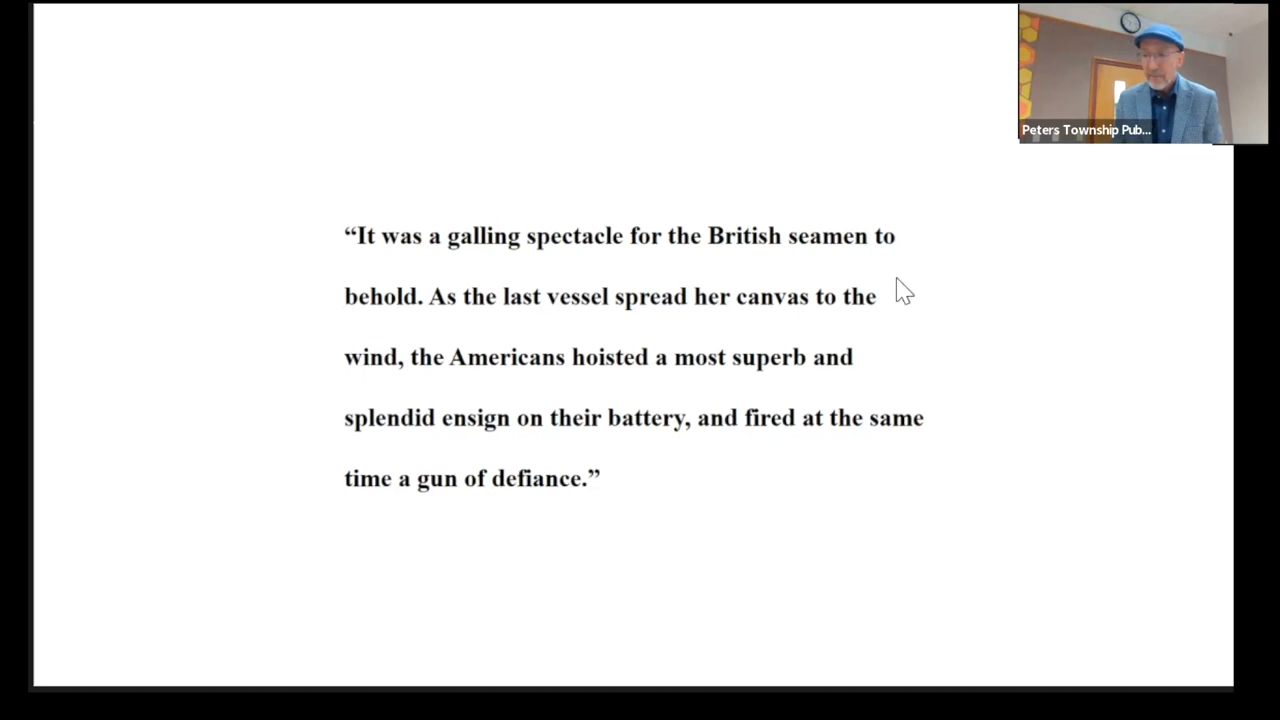 Peters Township Pub...
“It was a galling spectacle for the British seamen to
behold. As the last vessel spread her canvas to the
wind, the Americans hoisted a most superb and
splendid ensign on their battery, and fired at the same
time a gun of defiance.”